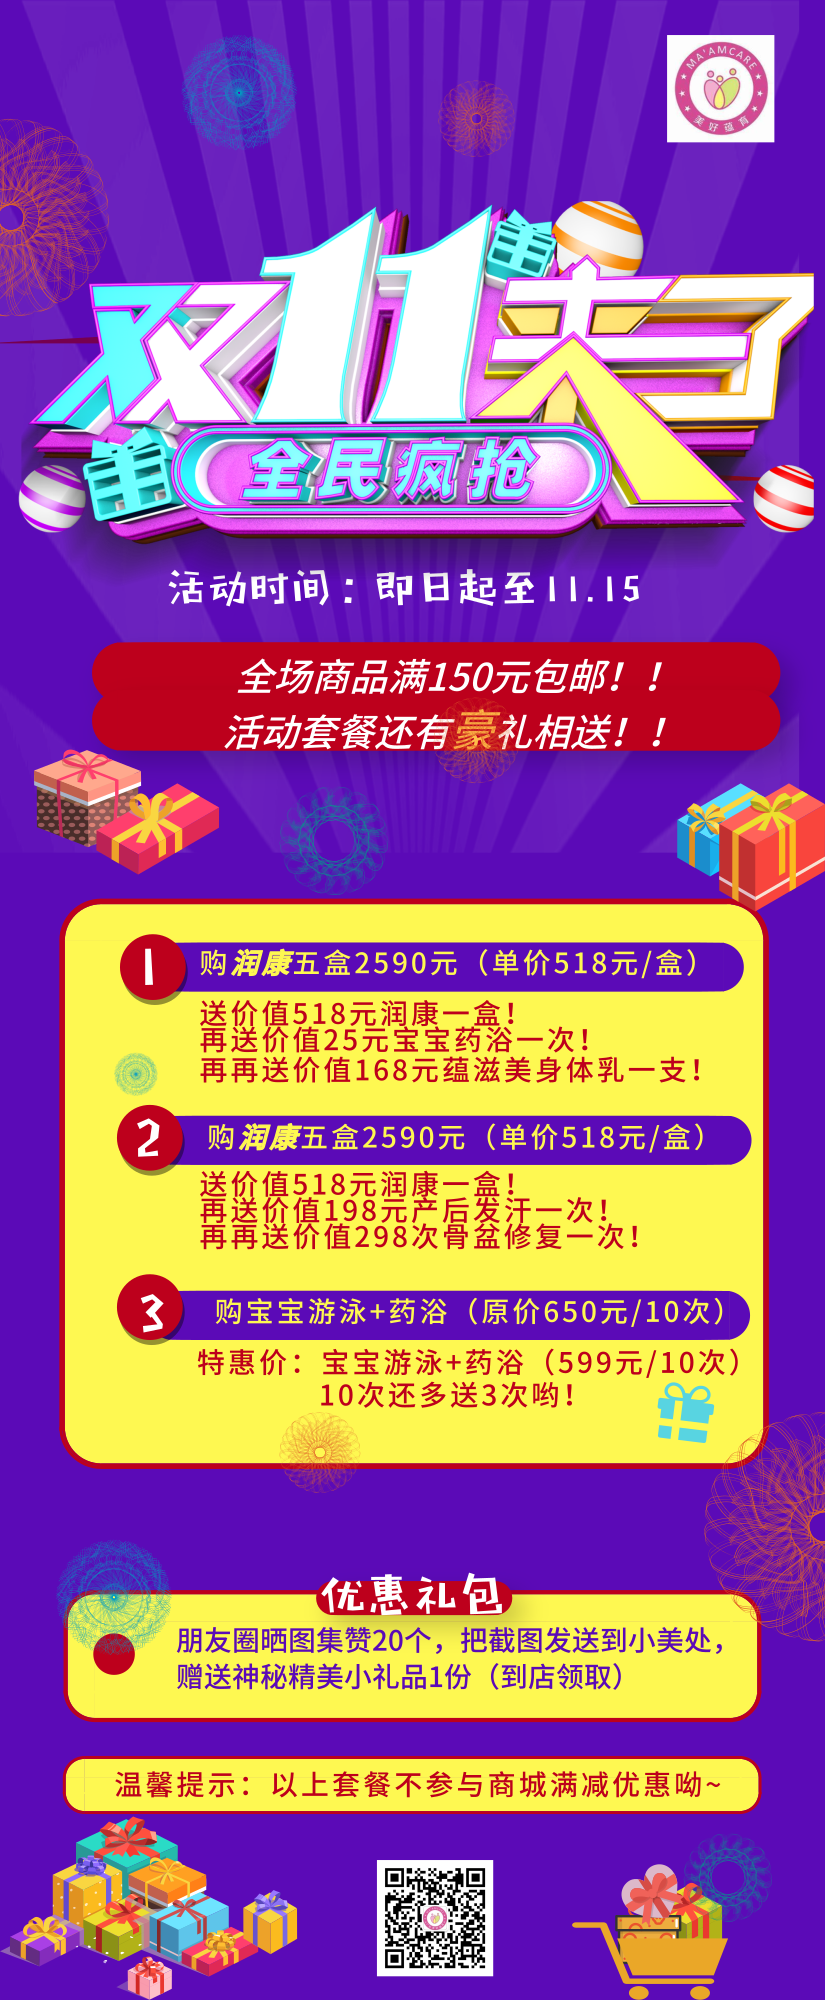 MA'AMCARE
美好蕴育
双11来了
全民疯抢
活动时间：即日起至11.15
全场商品满150元包邮！！
活动套餐还有豪礼相送！！
1
购润康五盒2590元（单价518元/盒）
送价值518元润康一盒！
再送价值25元宝宝药浴一次！
再再送价值168元蕴滋美身体乳一支！
2
购润康五盒2590元（单价518元/盒）
送价值518元润康一盒！
再送价值198元产后发汗一次！
再再送价值298次骨盆修复一次！
3
购宝宝游泳+药浴（原价650元/10次）
特惠价：宝宝游泳+药浴（599元/10次）
10次还多送3次哟！
优惠礼包
朋友圈晒图集赞20个，把截图发送到小美处，
赠送神秘精美小礼品1份（到店领取）
温馨提示：以上套餐不参与商城满减优惠呦~